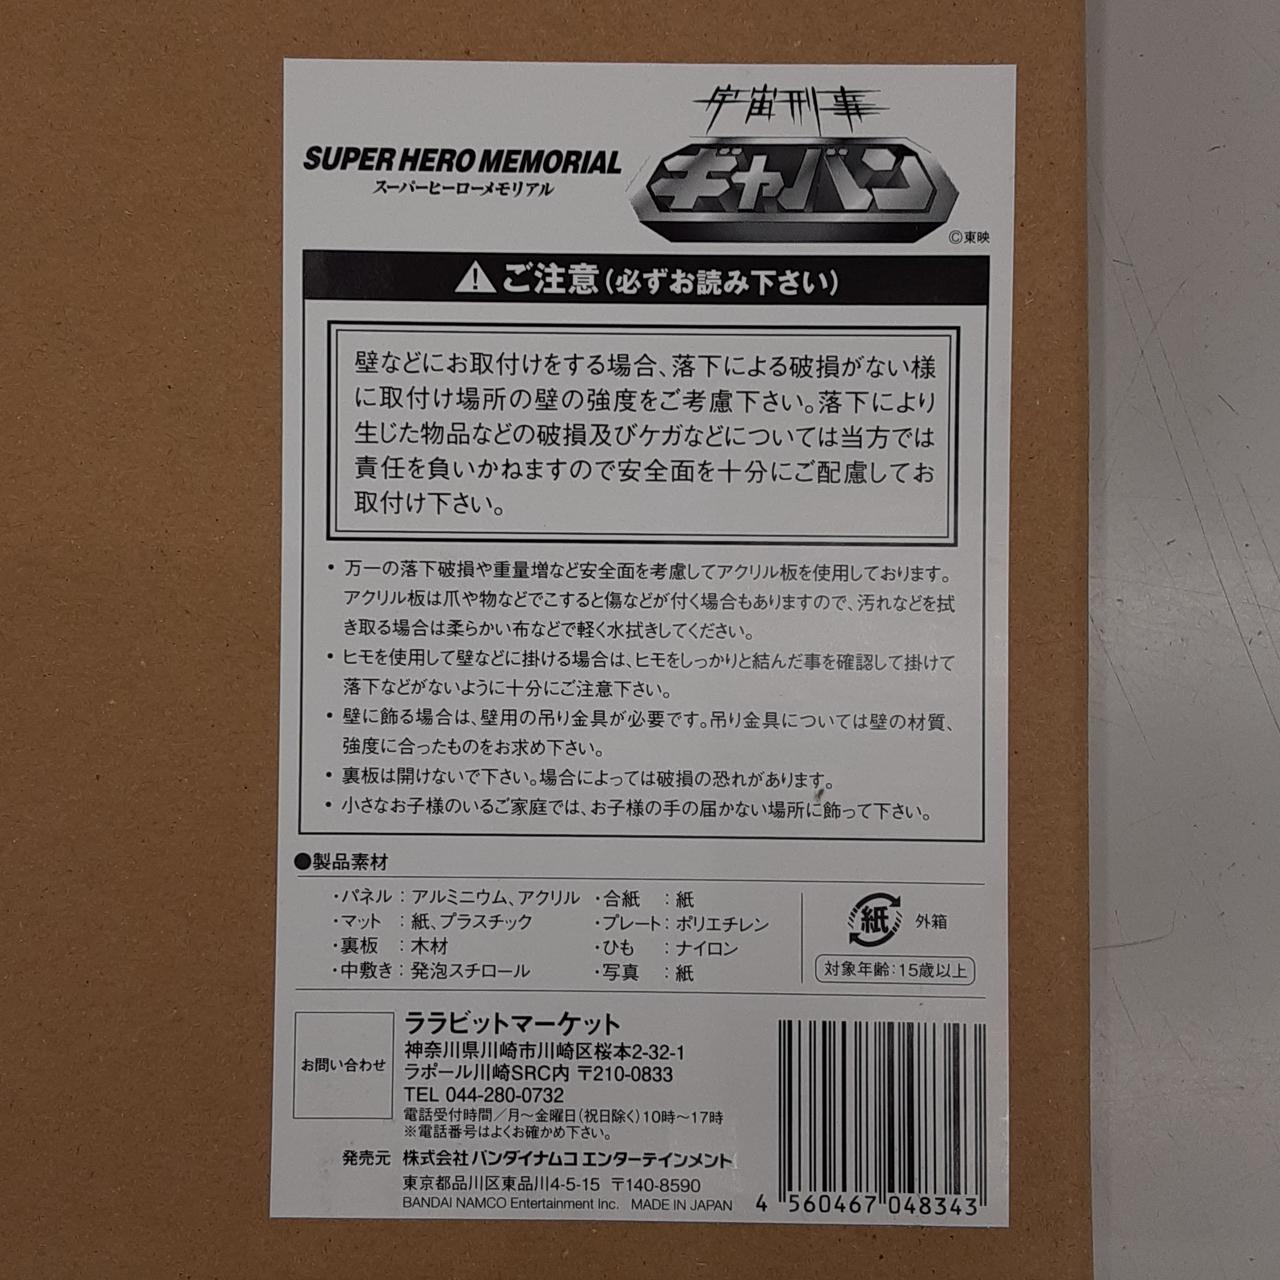 宇宙刑事
ギャバン
SUPER HERO MEMORIAL
スーパーヒーローメモリアル
©東映
ご注意(必ずお読み下さい)
壁などにお取付けをする場合、落下による破損がない様
に取付け場所の壁の強度をご考慮下さい。落下により
生じた物品などの破損及びケガなどについては当方では
責任を負いかねますので安全面を十分にご配慮してお
取付け下さい。
・万一の落下破損や重量増など安全面を考慮してアクリル板を使用しております。
アクリル板は爪や物などでこすると傷などが付く場合もありますので、汚れなどを拭
き取る場合は柔らかい布などで軽く水拭きしてください。
・ヒモを使用して壁などに掛ける場合は、ヒモをしっかりと結んだ事を確認して掛けて
落下などがないように十分にご注意下さい。
・壁に飾る場合は、壁用の吊り金具が必要です。吊り金具については壁の材質、
強度に合ったものをお求め下さい。
・裏板は開けないで下さい。場合によっては破損の恐れがあります。
・小さなお子様のいるご家庭では、お子様の手の届かない場所に飾って下さい。
●製品素材
・パネル：アルミニウム、アクリル ・合紙 ：紙
・マット ：紙、プラスチック ・プレート：ポリエチレン
・裏板 ：木材 ・ひも ：ナイロン
・中敷き：発泡スチロール ・写真 ：紙
紙 外箱
対象年齢：15歳以上
お問い合わせ
ララビットマーケット
神奈川県川崎市川崎区桜本2-32-1
ラポール川崎SRC内 〒210-0833
TEL 044-280-0732
電話受付時間／月～金曜日(祝日除く)10時～17時
※電話番号はよくお確かめ下さい。
発売元 株式会社バンダイナムコエンターテインメント
東京都品川区東品川4-5-15 〒140-8590
BANDAI NAMCO Entertainment Inc. MADE IN JAPAN
4 560467 048343